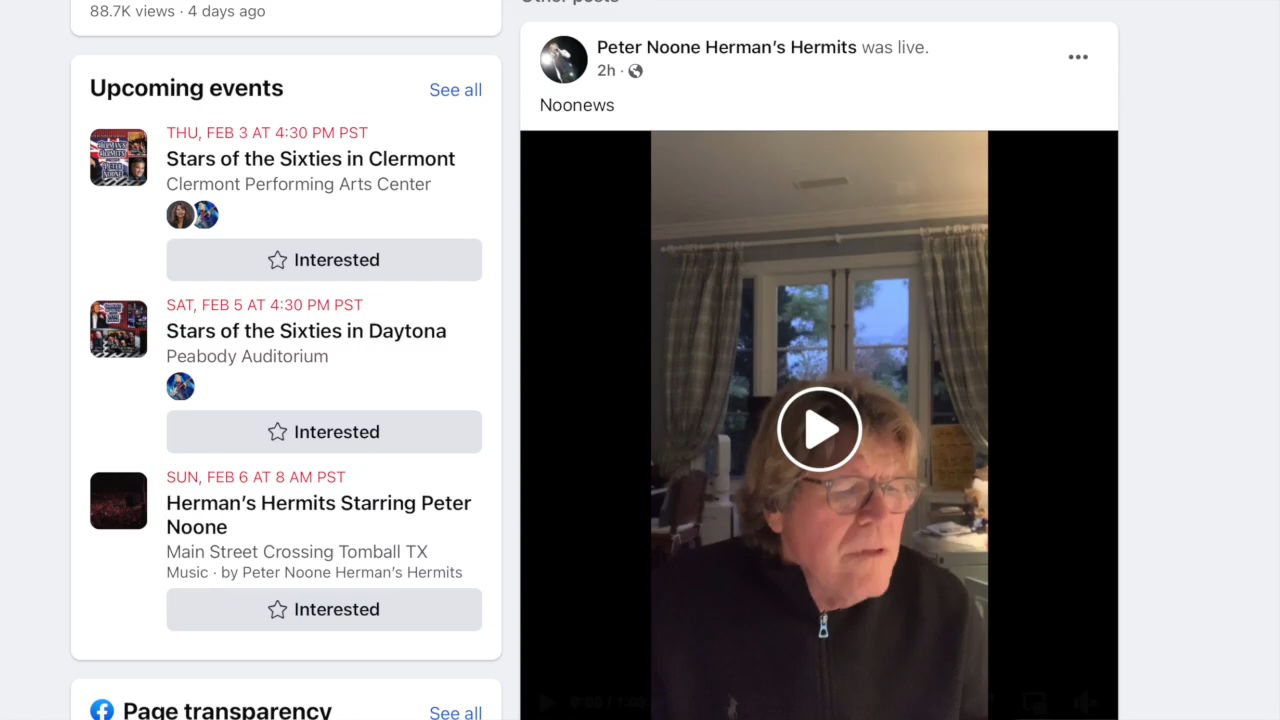 88.7K views · 4 days ago
Upcoming events
See all
THU, FEB 3 AT 4:30 PM PST
Stars of the Sixties in Clermont
Clermont Performing Arts Center
Interested
SAT, FEB 5 AT 4:30 PM PST
Stars of the Sixties in Daytona
Peabody Auditorium
Interested
SUN, FEB 6 AT 8 AM PST
Herman’s Hermits Starring Peter
Noone
Main Street Crossing Tomball TX
Music · by Peter Noone Herman’s Hermits
Interested
Page transparency
See all
Other posts
Peter Noone Herman’s Hermits was live.
2h ·
Noonews